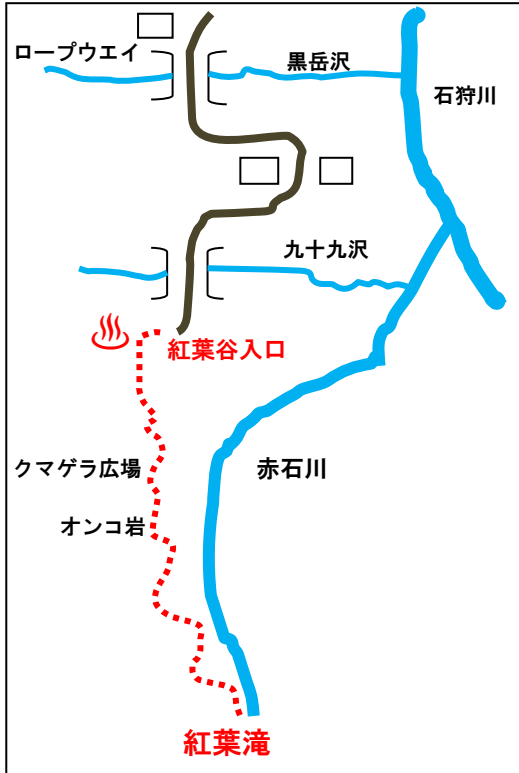 ロープウエイ
黒岳沢
石狩川
九十九沢
紅葉谷入口
クマゲラ広場
赤石川
オンコ岩
紅葉滝